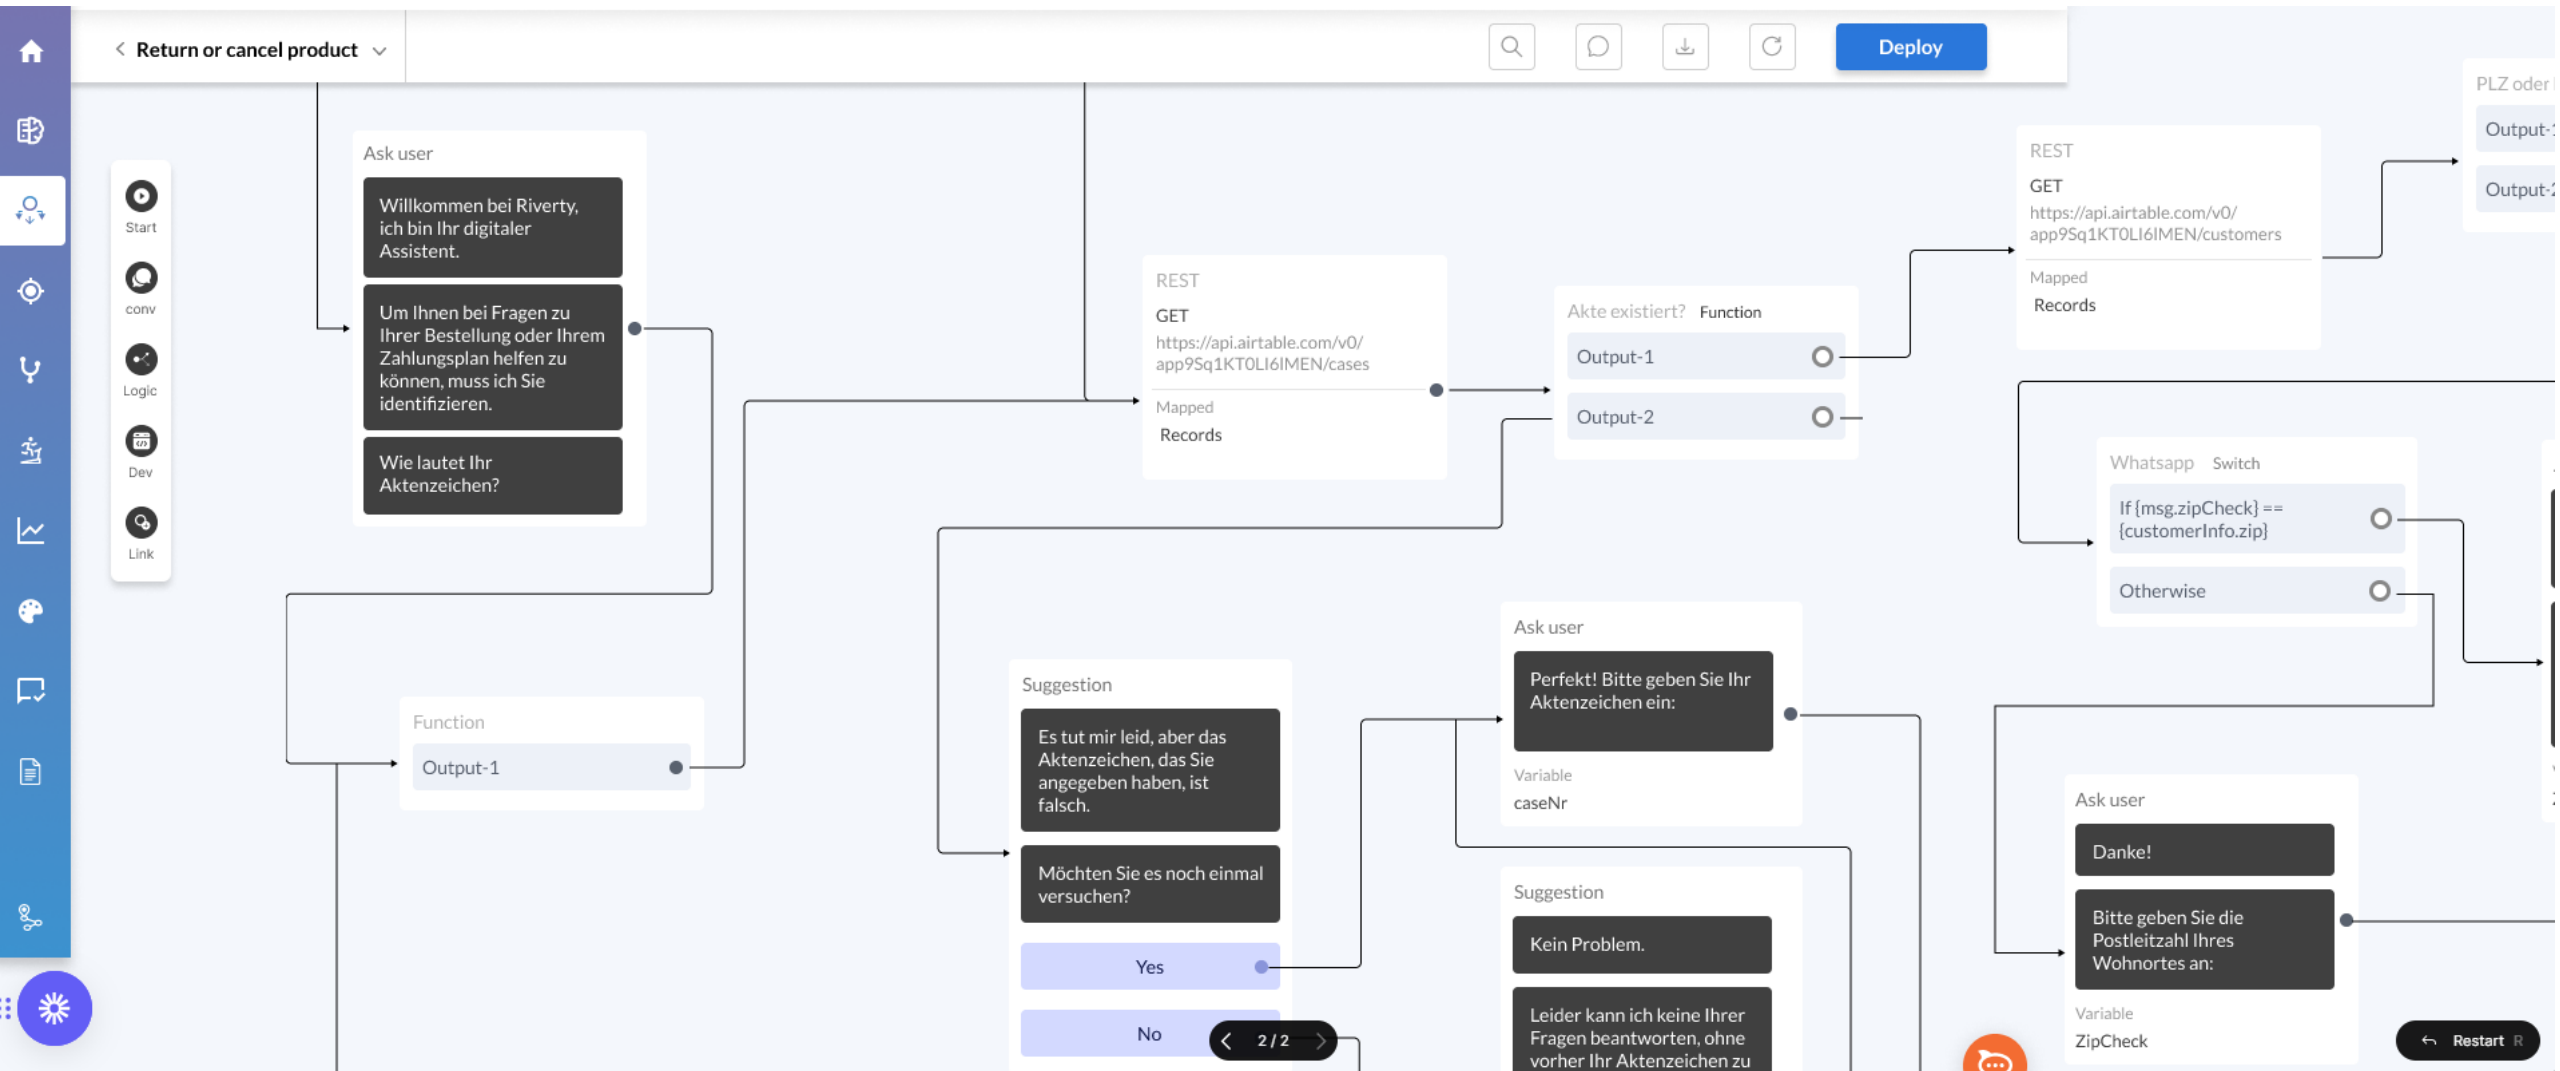 Return or cancel product
Deploy
Start
conv
Logic
Dev
Link
Ask user
Willkommen bei Riverty,
ich bin Ihr digitaler
Assistent.
Um Ihnen bei Fragen zu
Ihrer Bestellung oder Ihrem
Zahlungsplan helfen zu
können, muss ich Sie
identifizieren.
Wie lautet Ihr
Aktenzeichen?
Function
Output-1
REST
GET
https://api.airtable.com/v0/
app9Sq1KT0LI6IMEN/cases
Mapped
Records
Akte existiert? Function
Output-1
Output-2
REST
GET
https://api.airtable.com/v0/
app9Sq1KT0LI6IMEN/customers
Mapped
Records
PLZ oder
Output-1
Output-2
Whatsapp Switch
If {msg.zipCheck} ==
{customerInfo.zip}
Otherwise
Suggestion
Es tut mir leid, aber das
Aktenzeichen, das Sie
angegeben haben, ist
falsch.
Möchten Sie es noch einmal
versuchen?
Yes
No
Ask user
Perfekt! Bitte geben Sie Ihr
Aktenzeichen ein:
Variable
caseNr
Suggestion
Kein Problem.
Leider kann ich keine Ihrer
Fragen beantworten, ohne
vorher Ihr Aktenzeichen zu
Ask user
Danke!
Bitte geben Sie die
Postleitzahl Ihres
Wohnortes an:
Variable
ZipCheck
2 / 2
Restart R